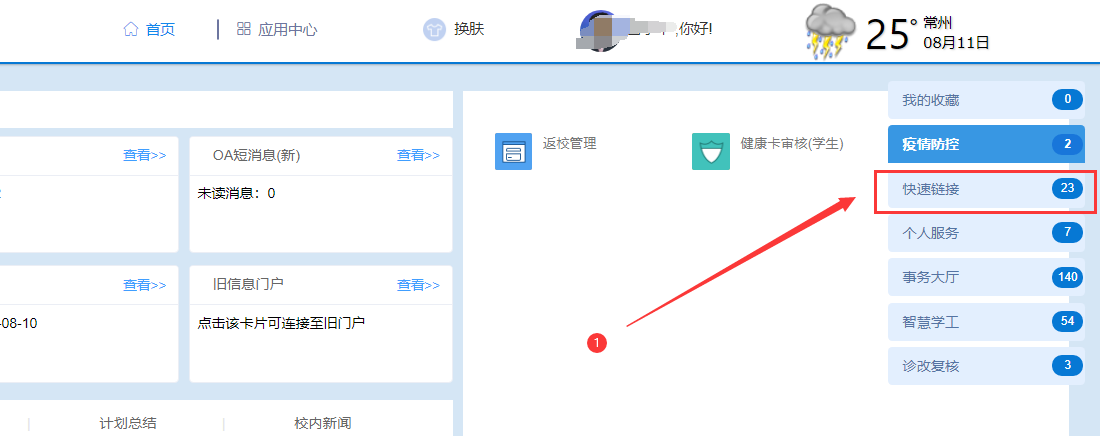 首页
应用中心
换肤
,你好!
25°
常州
08月11日
查看>>
OA短消息(新)
查看>>
未读消息：0
查看>>
旧信息门户
查看>>
-08-10
点击该卡片可连接至旧门户
计划总结
校内新闻
返校管理
健康卡审核(学生)
1
我的收藏 0
疫情防控 2
快速链接 23
个人服务 7
事务大厅 140
智慧学工 54
诊改复核 3